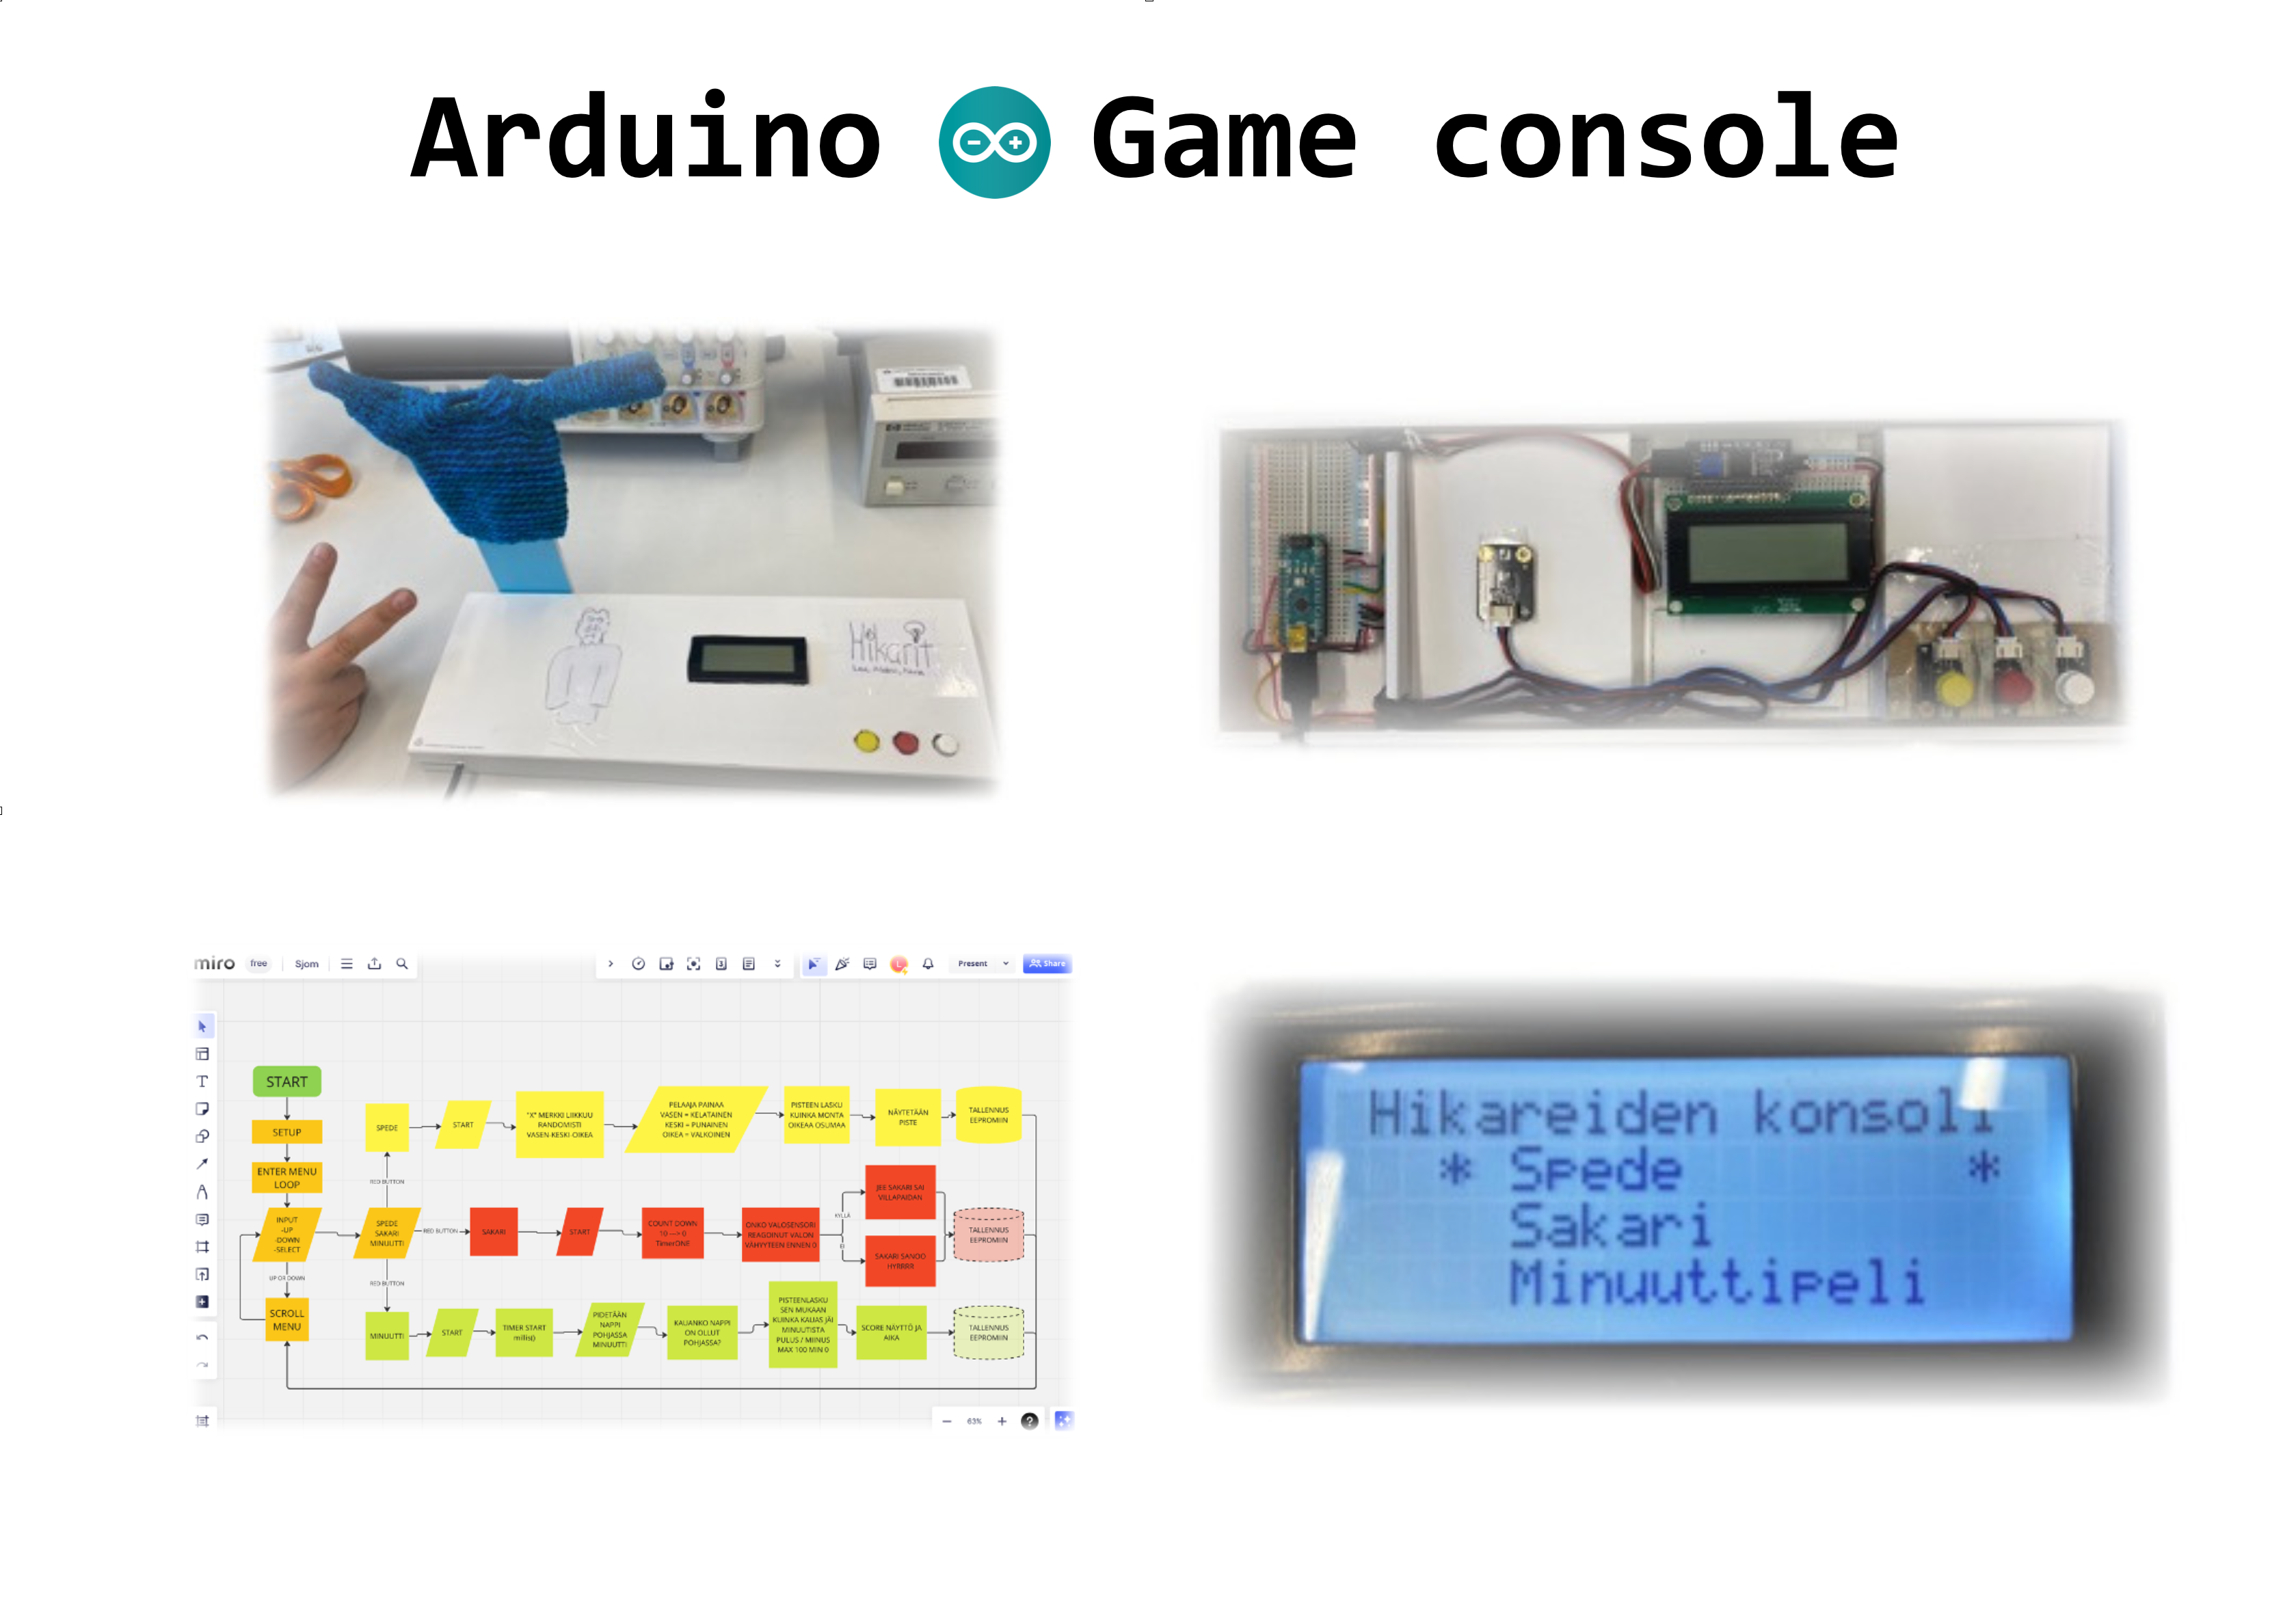 Arduino Game console
Hikarit
miro free Sjom
Present
Share
START
SETUP
ENTER MENU
LOOP
INPUT
-UP
-DOWN
-SELECT
UP OR DOWN
SCROLL
MENU
SPEDE
SAKARI
MINUUTTI
RED BUTTON
RED BUTTON
RED BUTTON
SPEDE
START
"X" MERKKI LIIKKUU
RANDOMISTI
VASEN-KESKI-OIKEA
PELAAJA PAINAA
VASEN = KELATAINEN
KESKI = PUNAINEN
OIKEA = VALKOINEN
PISTEEN LASKU
KUINKA MONTA
OIKEAA OSUMAA
NÄYTETÄÄN
PISTE
TALLENNUS
EEPROMIIN
SAKARI
START
COUNT DOWN
10 ---> 0
TimerONE
ONKO VALOSENSORI
REAGOINUT VALON
VÄHYYTEEN ENNEN 0
KYLLÄ
EI
JEE SAKARI SAI
VILLAPAIDAN
SAKARI SANOO
HYRRRR
TALLENNUS
EEPROMIIN
MINUUTTI
START
TIMER START
millis()
PIDETÄÄN
NAPPI
POHJASSA
MINUUTTI
KAUANKO NAPPI
ON OLLUT
POHJASSA?
PISTEENLASKU
SEN MUKAAN
KUINKA KAUAS JÄI
MINUUTISTA
PULUS / MIINUS
MAX 100 MIN 0
SCORE NÄYTTÖ JA
AIKA
TALLENNUS
EEPROMIIN
63%
Hikareiden konsoli
* Spede *
Sakari
Minuuttipeli